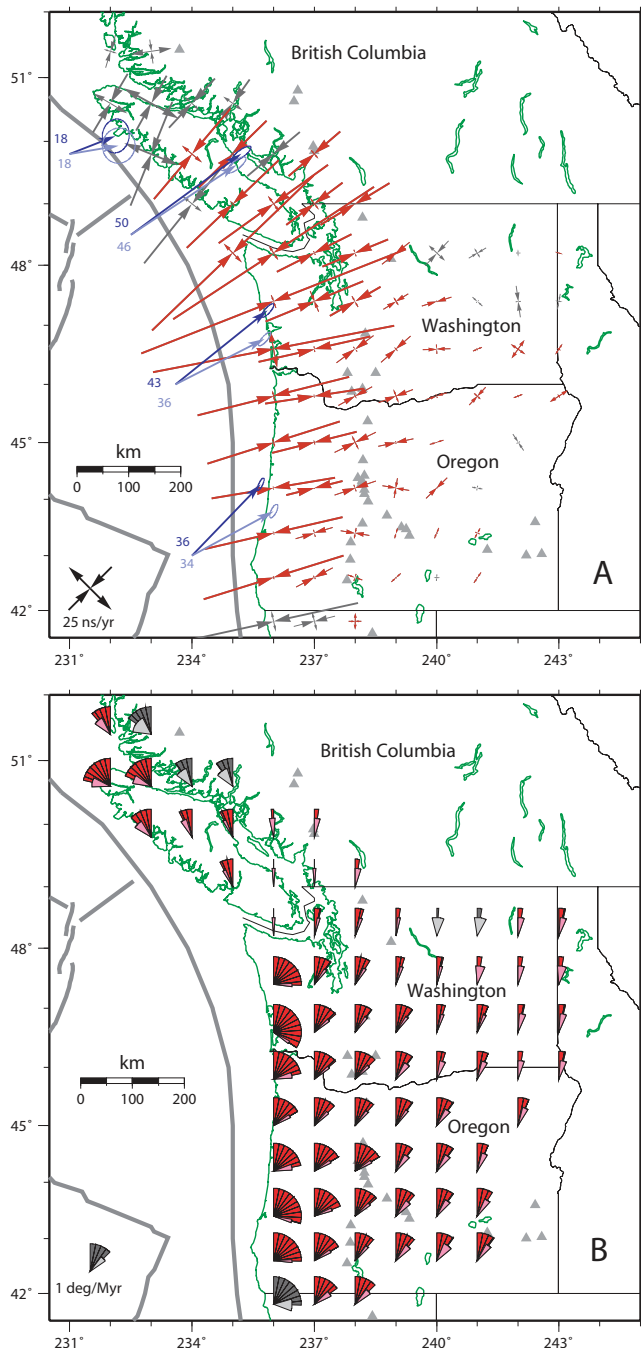 British Columbia
51°
18
18
50
46
48°
Washington
43
36
km
0 100 200
45°
Oregon
36
34
A
25 ns/yr
42°
231° 234° 237° 240° 243°
British Columbia
51°
48°
Washington
km
0 100 200
45°
Oregon
1 deg/Myr
B
42°
231° 234° 237° 240° 243°